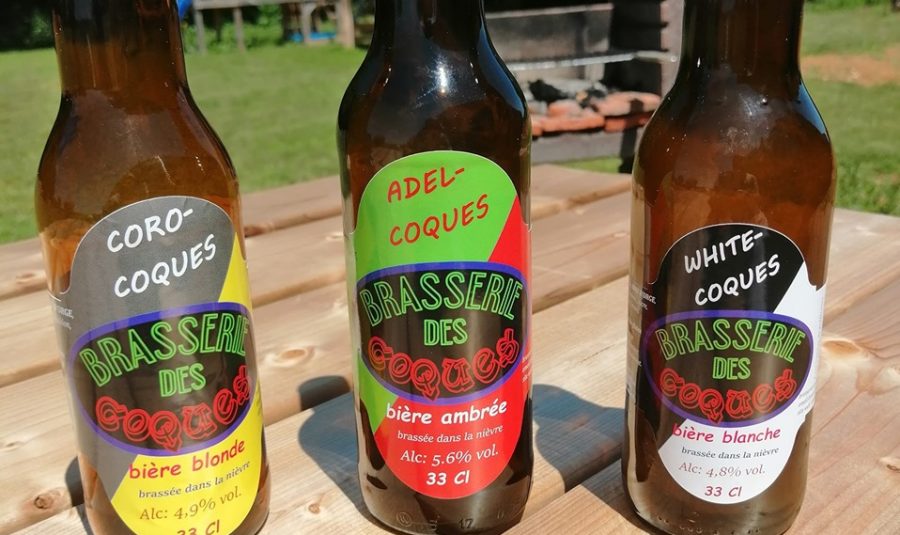 CORO-
COQUES
BRASSERIE
DES
Coques
bière blonde
brassée dans la nièvre
Alc: 4,9% vol.
33 Cl
ADEL-
COQUES
BRASSERIE
DES
Coques
bière ambrée
brassée dans la nièvre
Alc: 5.6% vol.
33 Cl
17
WHITE-
COQUES
BRASSERIE
DES
Coques
bière blanche
brassée dans la nièvre
Alc: 4,8% vol.
33 Cl